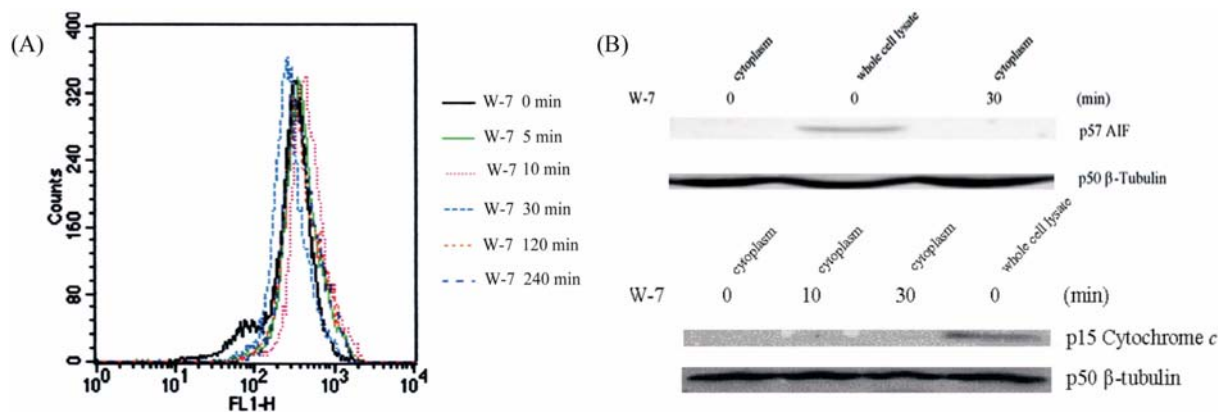 (A)
400
320
240
160
80
0
Counts
10^0 10^1 10^2 10^3 10^4
FL1-H
W-7 0 min
W-7 5 min
W-7 10 min
W-7 30 min
W-7 120 min
W-7 240 min
(B)
cytoplasm whole cell lysate cytoplasm
W-7 0 0 30 (min)
p57 AIF
p50 β-Tubulin
cytoplasm cytoplasm cytoplasm whole cell lysate
W-7 0 10 30 0 (min)
p15 Cytochrome c
p50 β-tubulin